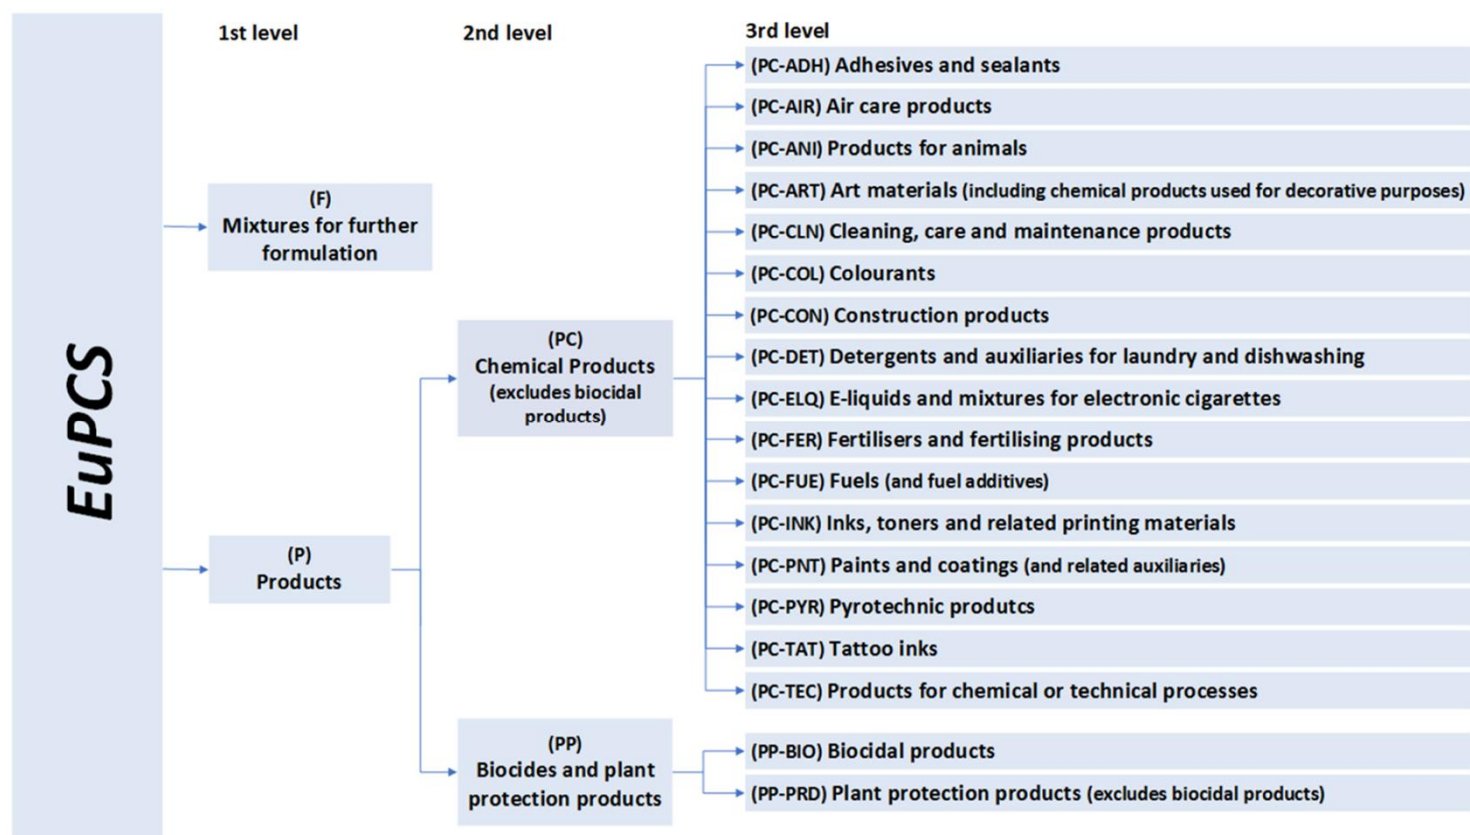 1st level
2nd level
3rd level
EuPCS
(F)
Mixtures for further
formulation
(P)
Products
(PC)
Chemical Products
(excludes biocidal
products)
(PP)
Biocides and plant
protection products
(PC-ADH) Adhesives and sealants
(PC-AIR) Air care products
(PC-ANI) Products for animals
(PC-ART) Art materials (including chemical products used for decorative purposes)
(PC-CLN) Cleaning, care and maintenance products
(PC-COL) Colourants
(PC-CON) Construction products
(PC-DET) Detergents and auxiliaries for laundry and dishwashing
(PC-ELQ) E-liquids and mixtures for electronic cigarettes
(PC-FER) Fertilisers and fertilising products
(PC-FUE) Fuels (and fuel additives)
(PC-INK) Inks, toners and related printing materials
(PC-PNT) Paints and coatings (and related auxiliaries)
(PC-PYR) Pyrotechnic produtcs
(PC-TAT) Tattoo inks
(PC-TEC) Products for chemical or technical processes
(PP-BIO) Biocidal products
(PP-PRD) Plant protection products (excludes biocidal products)